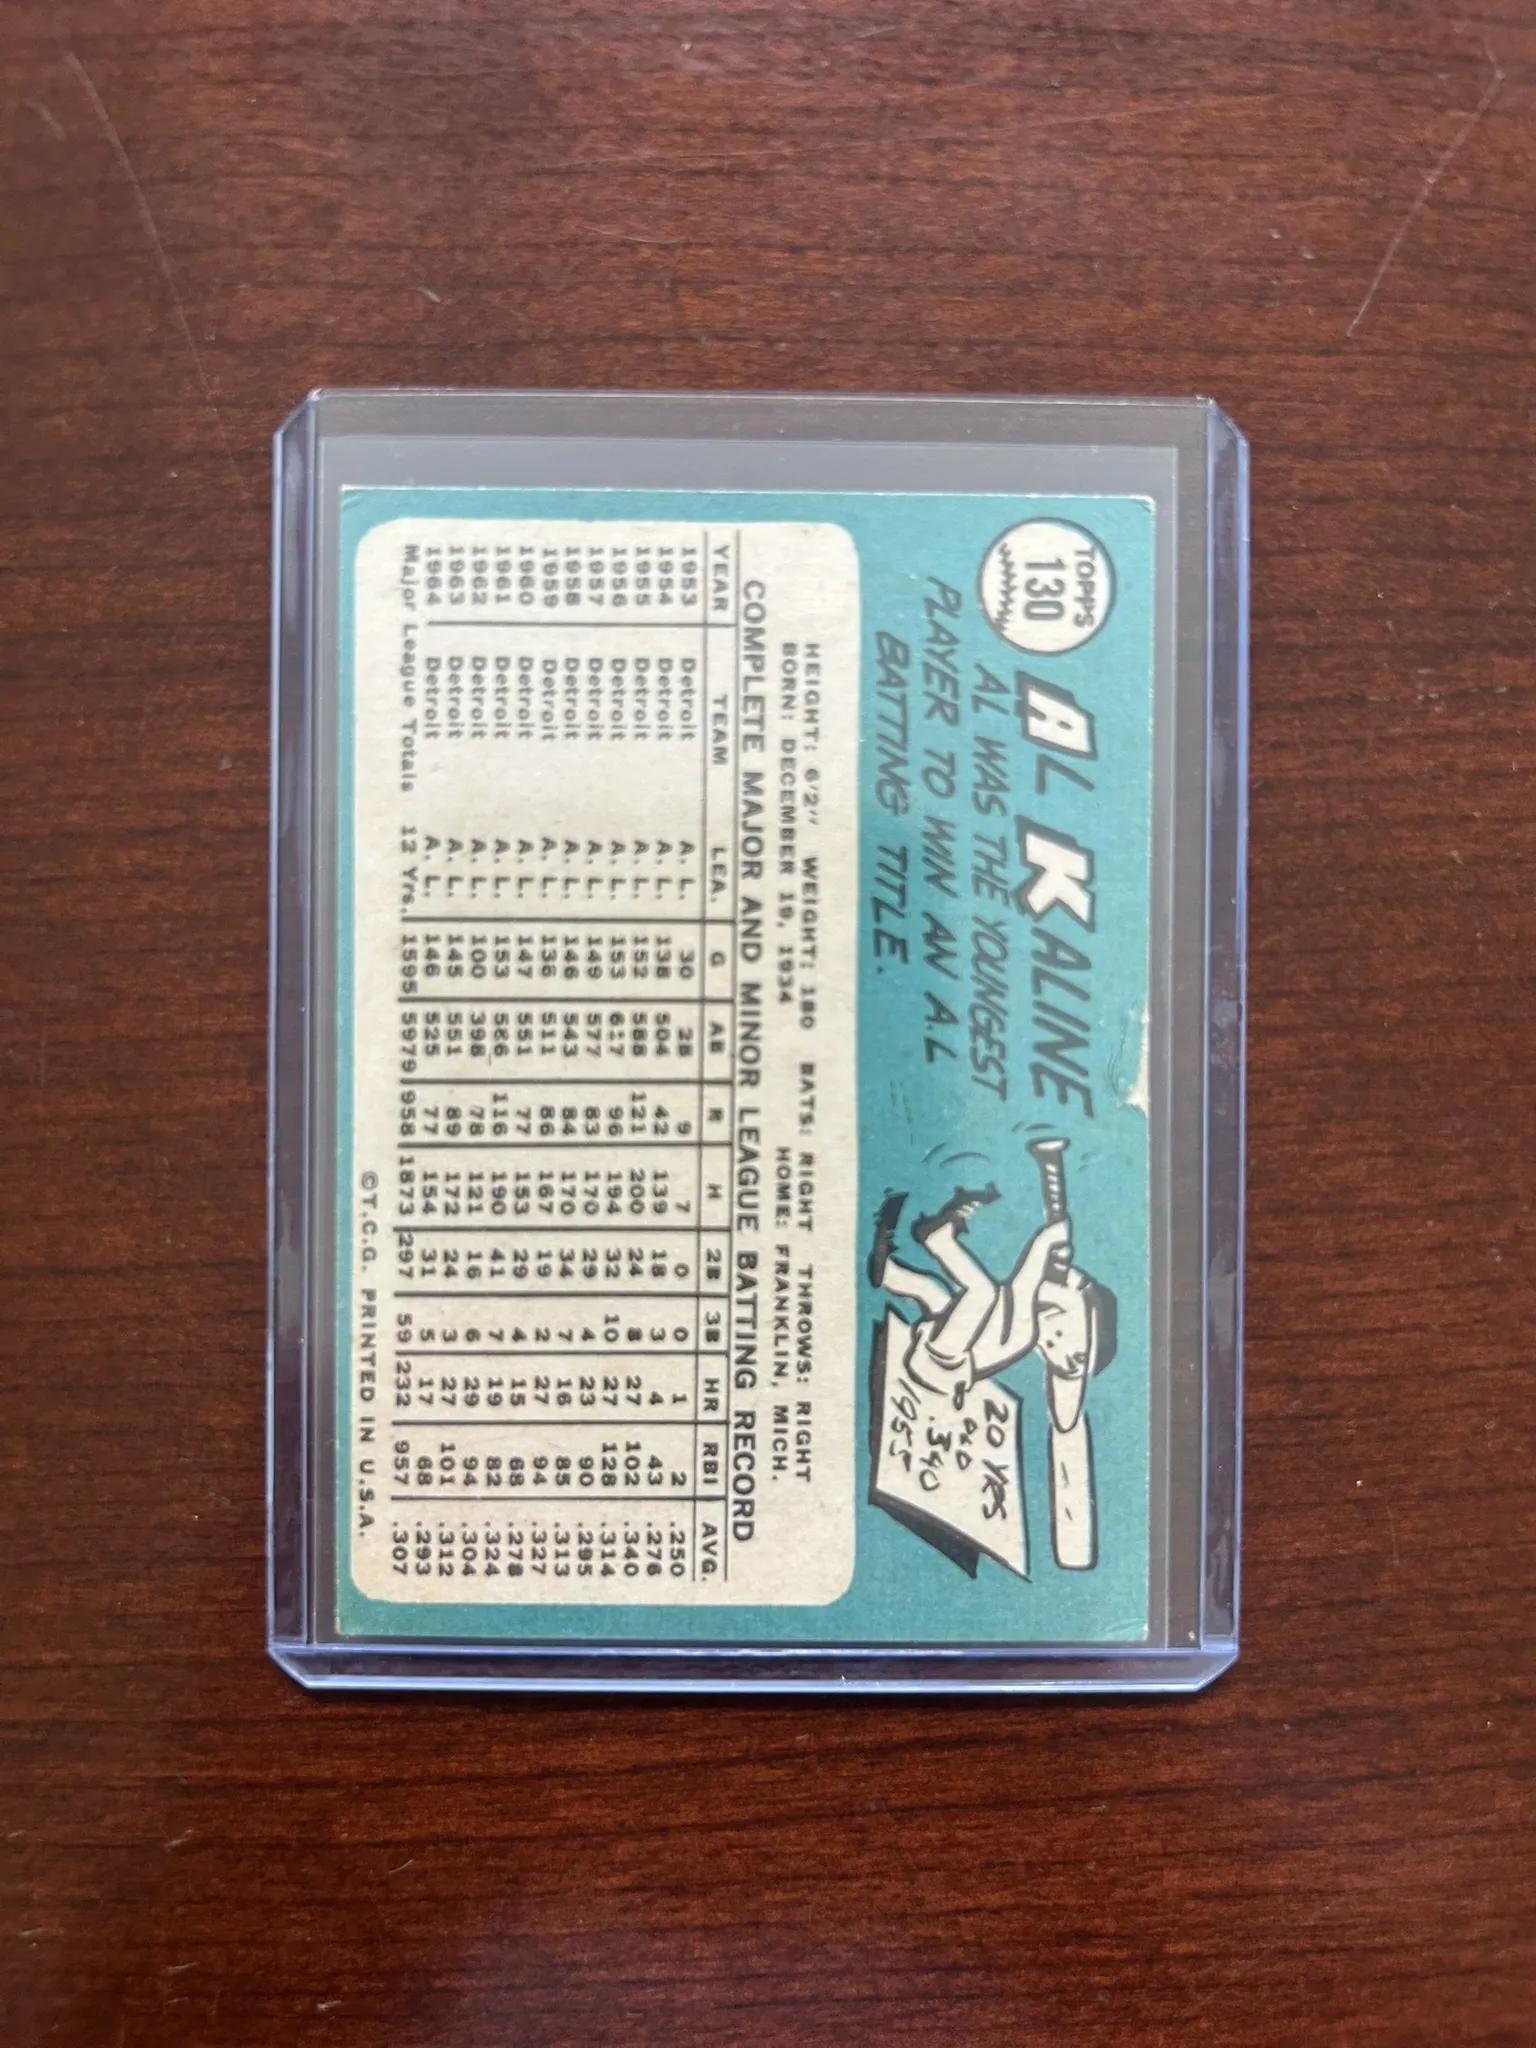 TOPPS
130
AL KALINE
AL WAS THE YOUNGEST
PLAYER TO WIN AN A.L
BATTING TITLE.
20 YRS
OLD
.340
1955
HEIGHT: 6'2" WEIGHT: 180 BATS: RIGHT THROWS: RIGHT
BORN: DECEMBER 19, 1934 HOME: FRANKLIN, MICH.
COMPLETE MAJOR AND MINOR LEAGUE BATTING RECORD
YEAR TEAM LEA. G AB R H 2B 3B HR RBI AVG.
1953 Detroit A. L. 30 28 9 7 0 0 1 2 .250
1954 Detroit A. L. 138 504 42 139 18 3 4 43 .276
1955 Detroit A. L. 152 588 121 200 24 8 27 102 .340
1956 Detroit A. L. 153 617 96 194 32 10 27 128 .314
1957 Detroit A. L. 149 577 83 170 29 4 23 90 .295
1958 Detroit A. L. 146 543 84 170 34 7 16 85 .313
1959 Detroit A. L. 136 511 86 167 19 2 27 94 .327
1960 Detroit A. L. 147 551 77 153 29 4 15 68 .278
1961 Detroit A. L. 153 586 116 190 41 7 19 82 .324
1962 Detroit A. L. 100 398 78 121 16 6 29 94 .304
1963 Detroit A. L. 145 551 89 172 24 3 27 101 .312
1964 Detroit A. L. 146 525 77 154 31 5 17 68 .293
Major League Totals 12 Yrs. 1595 5979 958 1873 297 59 232 957 .307
©T.C.G. PRINTED IN U.S.A.